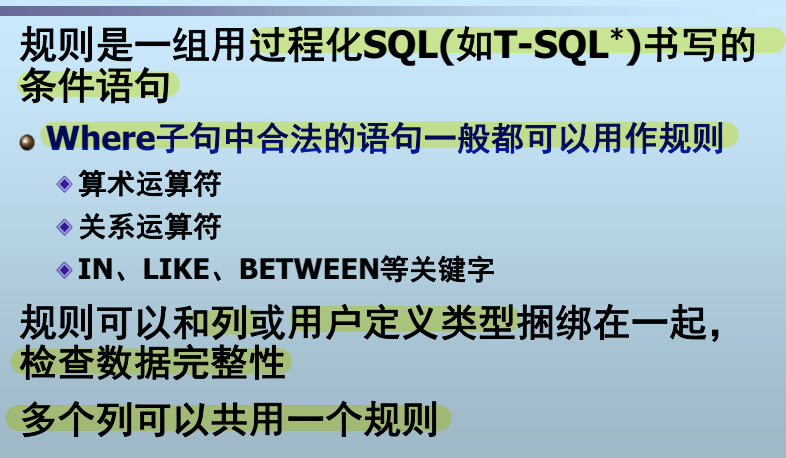 规则是一组用过程化SQL(如T-SQL*)书写的
条件语句
Where子句中合法的语句一般都可以用作规则
算术运算符
关系运算符
IN、LIKE、BETWEEN等关键字
规则可以和列或用户定义类型捆绑在一起，
检查数据完整性
多个列可以共用一个规则